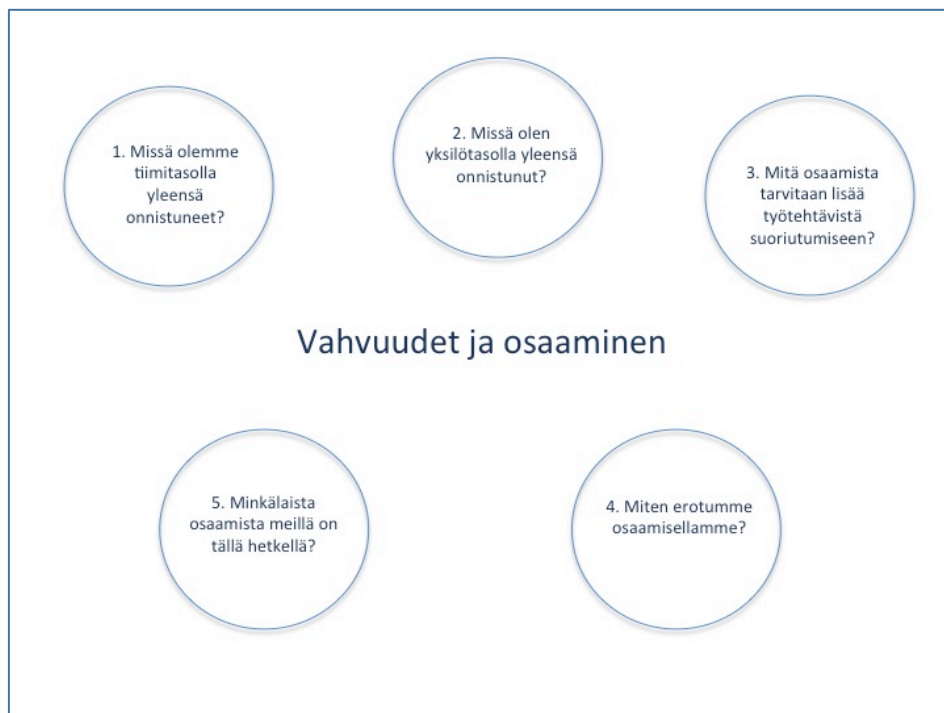 1. Missä olemme
tiimitasolla
yleensä
onnistuneet?
2. Missä olen
yksilötasolla yleensä
onnistunut?
3. Mitä osaamista
tarvitaan lisää
työtehtävistä
suoriutumiseen?
Vahvuudet ja osaaminen
5. Minkälaista
osaamista meillä on
tällä hetkellä?
4. Miten erotumme
osaamisellamme?